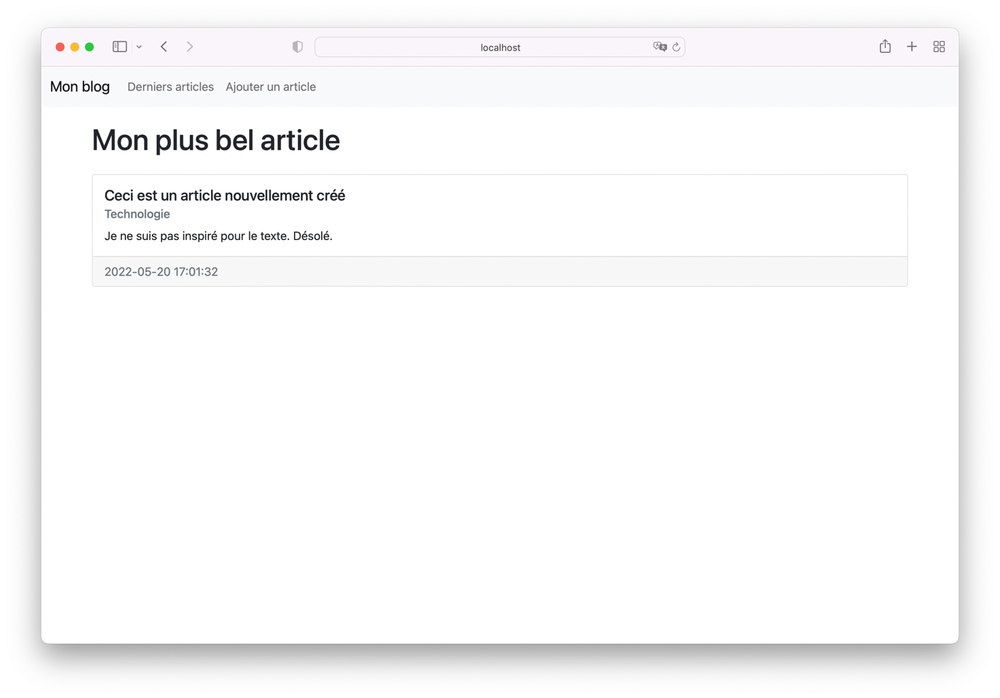 localhost
Mon blog Derniers articles Ajouter un article
Mon plus bel article
Ceci est un article nouvellement créé
Technologie
Je ne suis pas inspiré pour le texte. Désolé.
2022-05-20 17:01:32